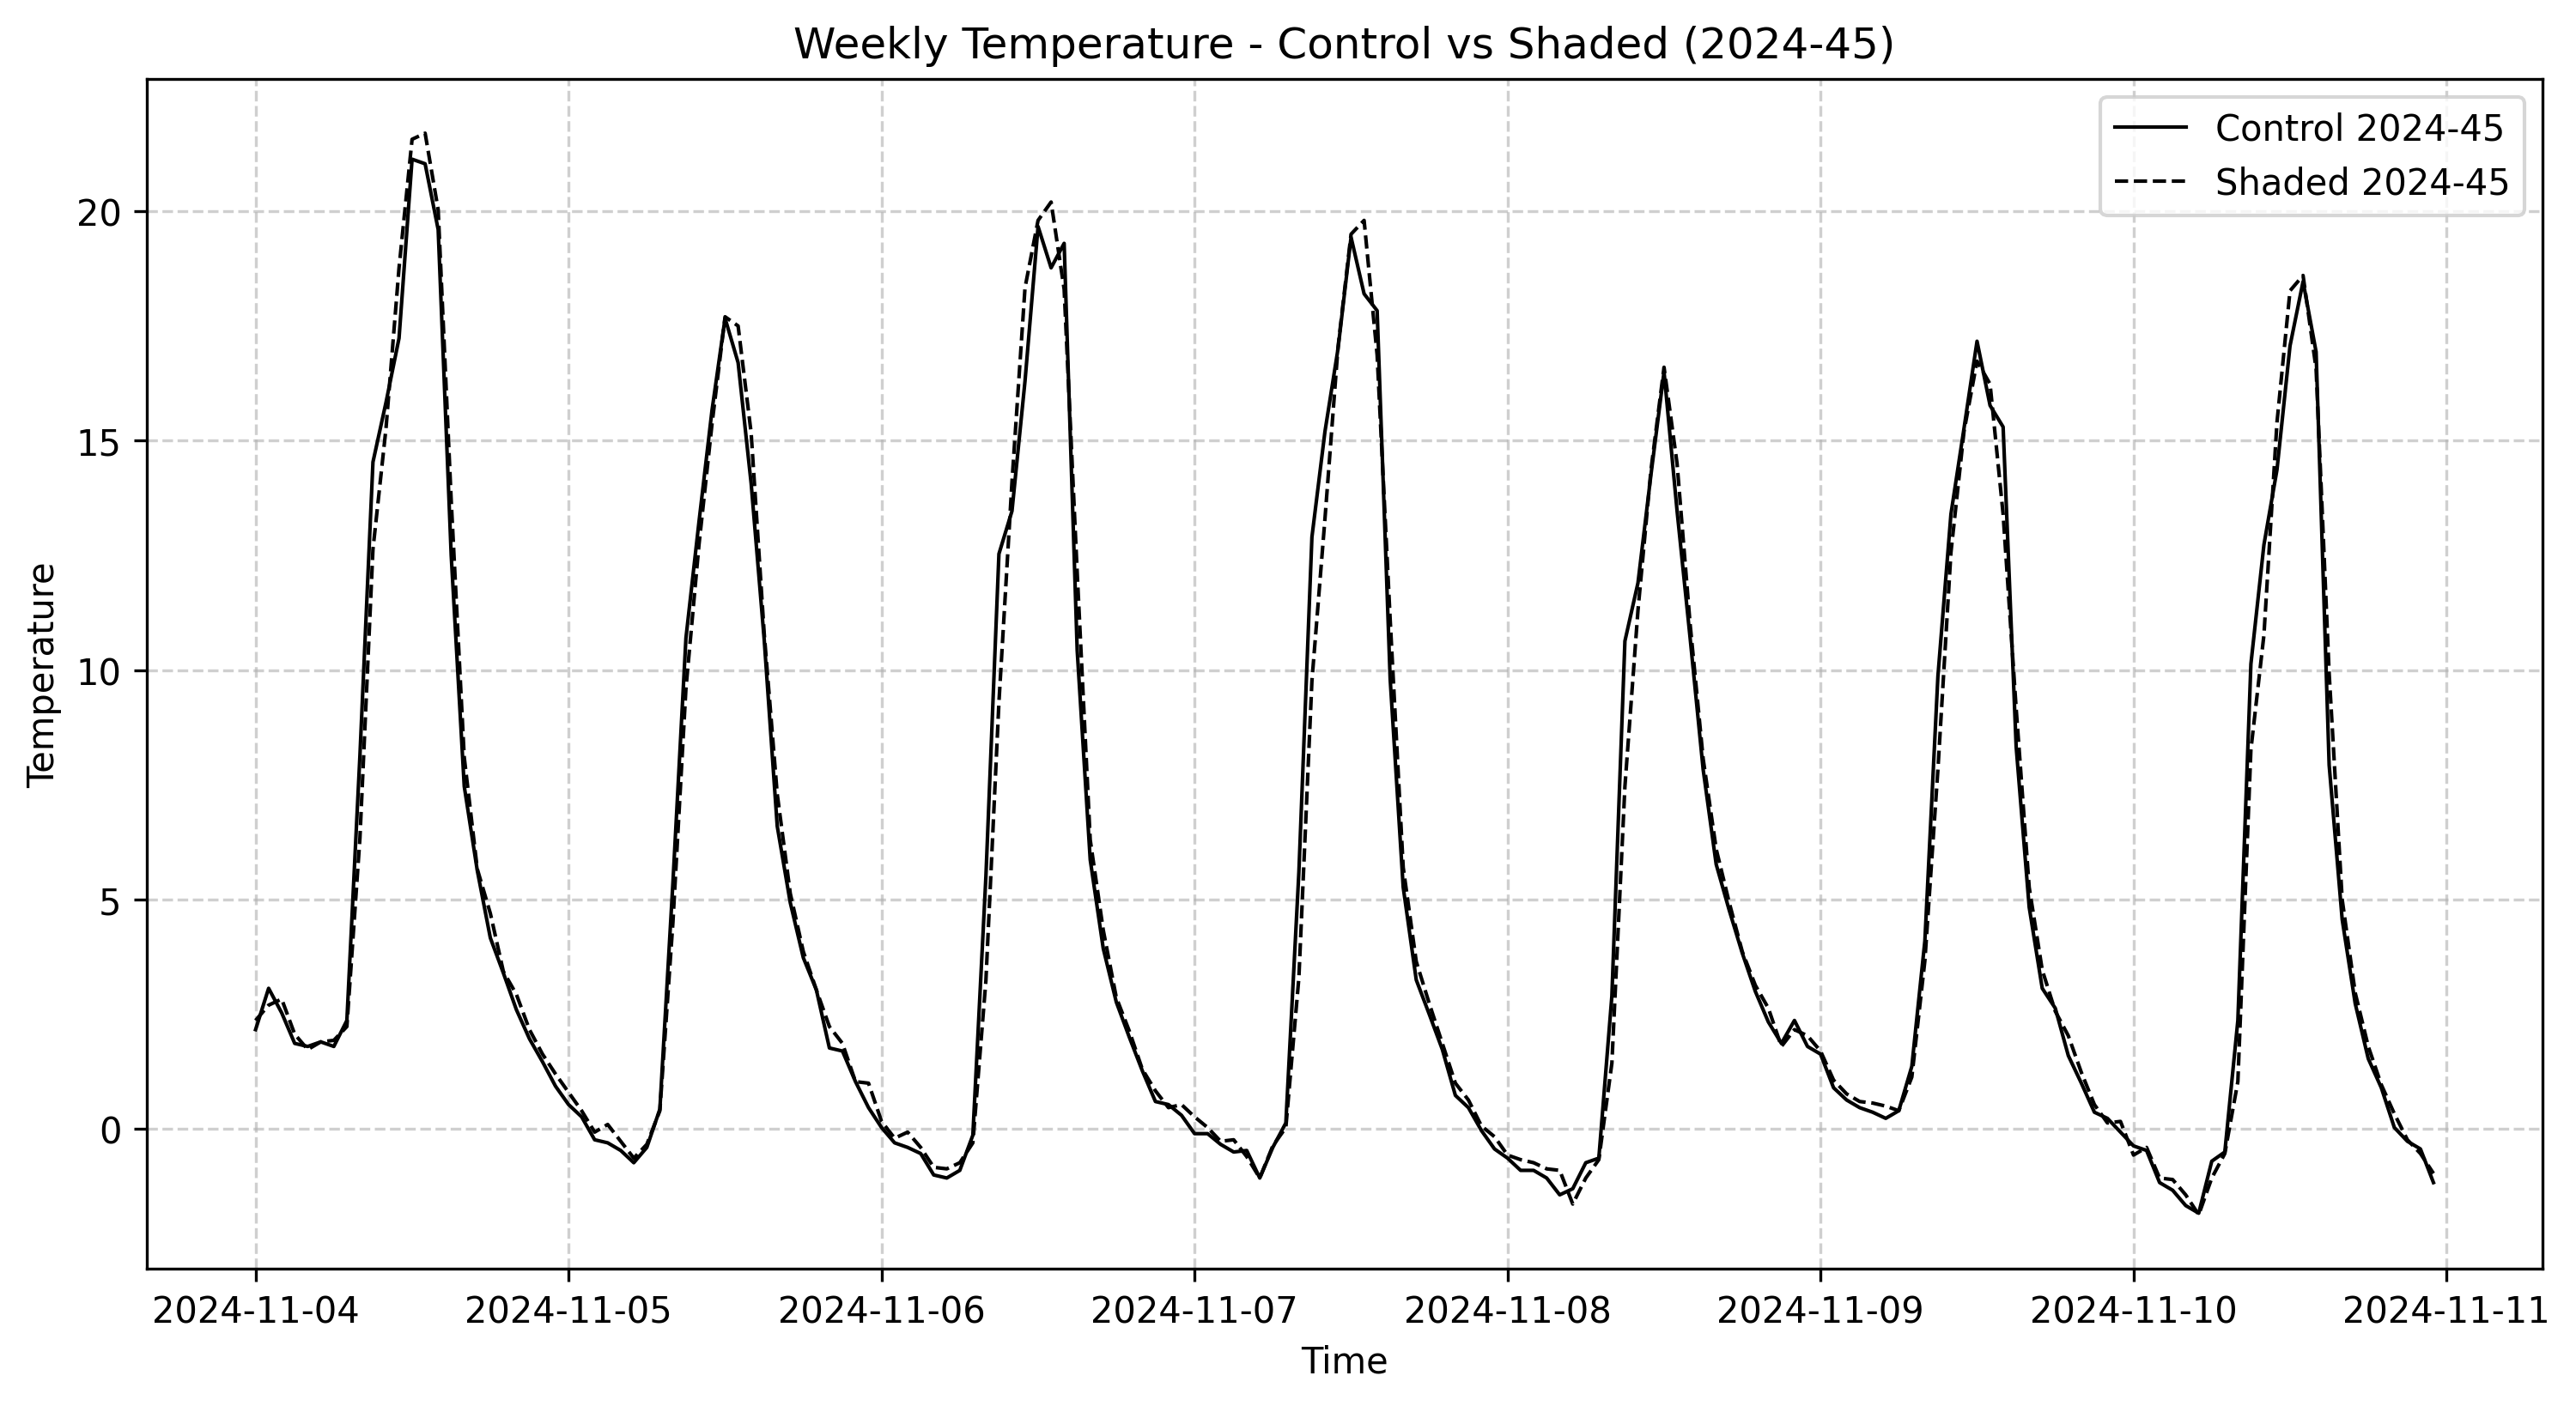 Weekly Temperature - Control vs Shaded (2024-45)
Control 2024-45
Shaded 2024-45
Temperature
20
15
10
5
0
2024-11-04
2024-11-05
2024-11-06
2024-11-07
2024-11-08
2024-11-09
2024-11-10
2024-11-11
Time